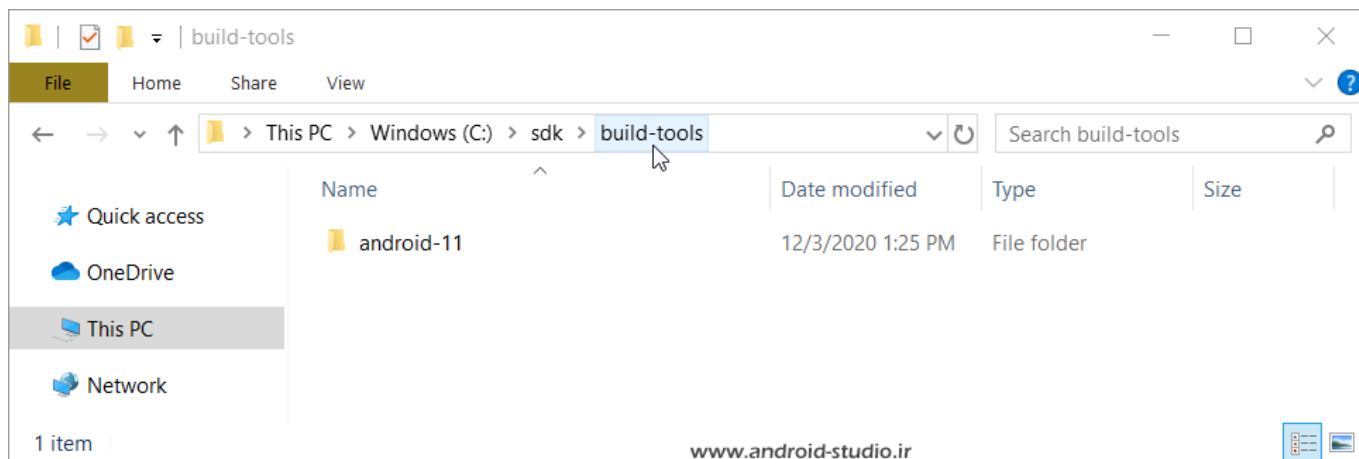 build-tools
File Home Share View
This PC > Windows (C:) > sdk > build-tools Search build-tools
Name Date modified Type Size
Quick access
android-11 12/3/2020 1:25 PM File folder
OneDrive
This PC
Network
1 item
www.android-studio.ir